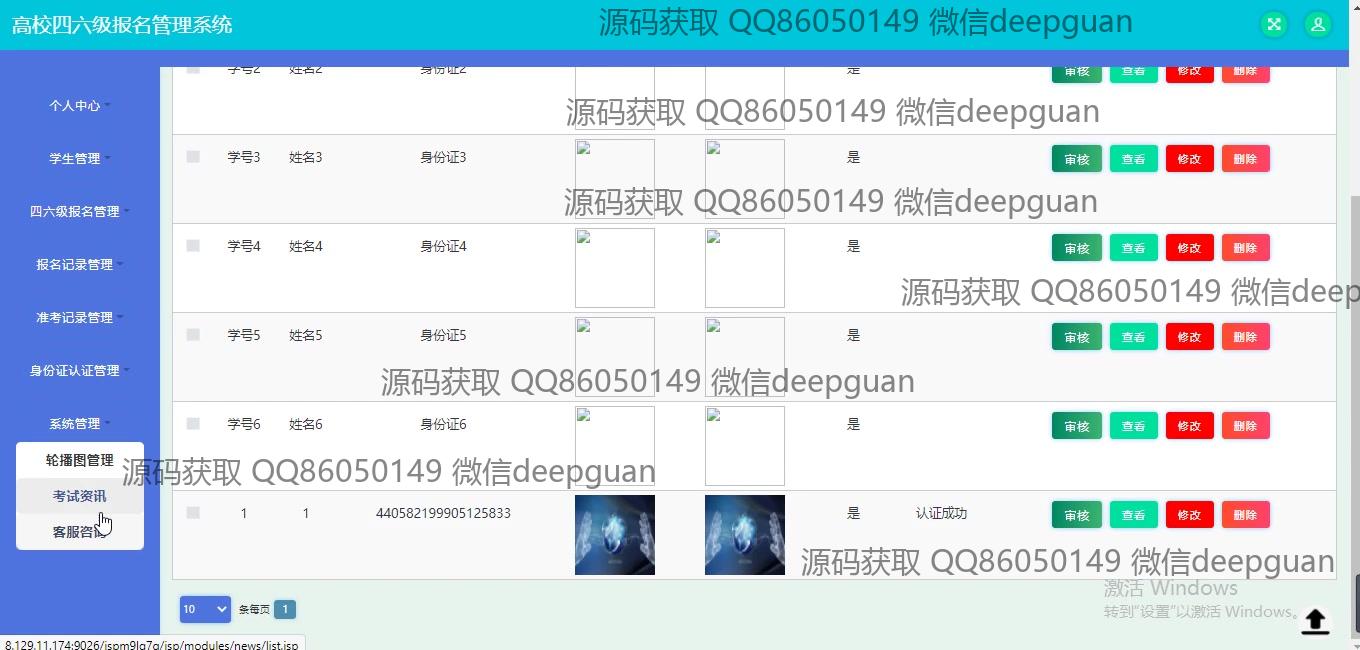 高校四六级报名管理系统
源码获取 QQ86050149 微信deepguan
个人中心
学生管理
四六级报名管理
报名记录管理
准考记录管理
身份证认证管理
系统管理
轮播图管理
考试资讯
客服咨询
学号2 姓名2 身份证2 是 审核 查看 修改 删除
源码获取 QQ86050149 微信deepguan
学号3 姓名3 身份证3 是 审核 查看 修改 删除
源码获取 QQ86050149 微信deepguan
学号4 姓名4 身份证4 是 审核 查看 修改 删除
源码获取 QQ86050149 微信deep
学号5 姓名5 身份证5 是 审核 查看 修改 删除
源码获取 QQ86050149 微信deepguan
学号6 姓名6 身份证6 是 审核 查看 修改 删除
源码获取 QQ86050149 微信deepguan
1 1 440582199905125833 是 认证成功 审核 查看 修改 删除
源码获取 QQ86050149 微信deepguan
10 条每页 1
激活 Windows
转到"设置"以激活 Windows。
8.129.11.174:9026/jspm9lq7q/jsp/modules/news/list.jsp